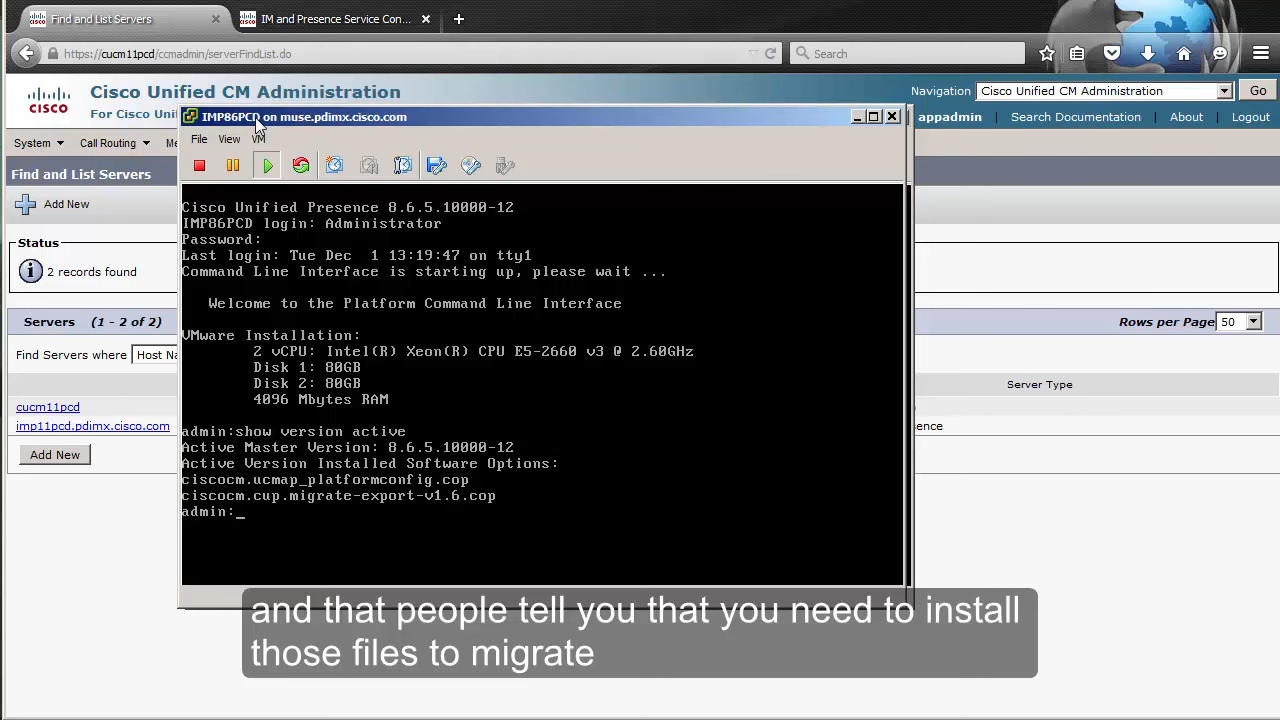 Find and List Servers
IM and Presence Service Con...
https://cucm11pcd/ccmadmin/serverFindList.do
Search
CISCO
Cisco Unified CM Administration
For Cisco
Navigation
Cisco Unified CM Administration
Go
appadmin
Search Documentation
About
Logout
System
Call Routing
Find and List Servers
Add New
Status
2 records found
Servers (1 - 2 of 2)
Rows per Page 50
Find Servers where
Host Na
Server Type
cucm11pcd
imp11pcd.pdimx.cisco.com
Add New
IMP86PCD on muse.pdimx.cisco.com
File View VM
Cisco Unified Presence 8.6.5.10000-12
IMP86PCD login: Administrator
Password:
Last login: Tue Dec  1 13:19:47 on tty1
Command Line Interface is starting up, please wait ...
Welcome to the Platform Command Line Interface
VMware Installation:
2 vCPU: Intel(R) Xeon(R) CPU E5-2660 v3 @ 2.60GHz
Disk 1: 80GB
Disk 2: 80GB
4096 Mbytes RAM
admin:show version active
Active Master Version: 8.6.5.10000-12
Active Version Installed Software Options:
ciscocm.ucmap_platformconfig.cop
ciscocm.cup.migrate-export-v1.6.cop
admin:_
and that people tell you that you need to install
those files to migrate